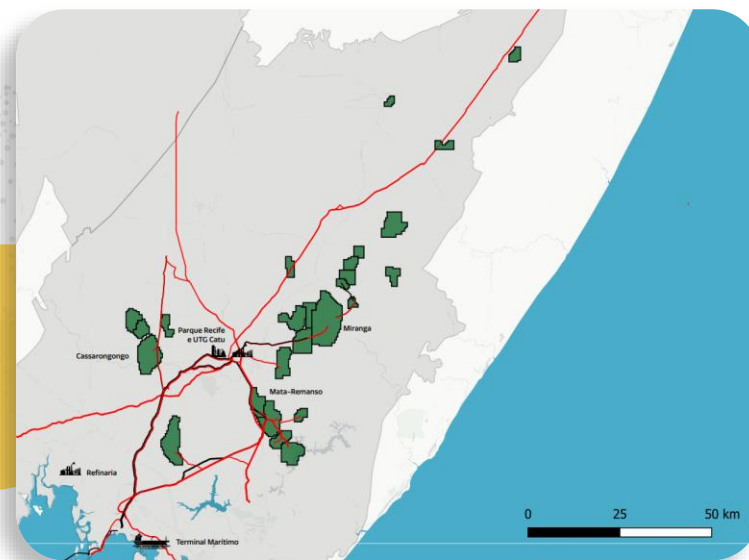 Parque Recife
e UTG Catu
Miranga
Cassarongongo
Mata-Remanso
Refinaria
Terminal Marítimo
0 25 50 km